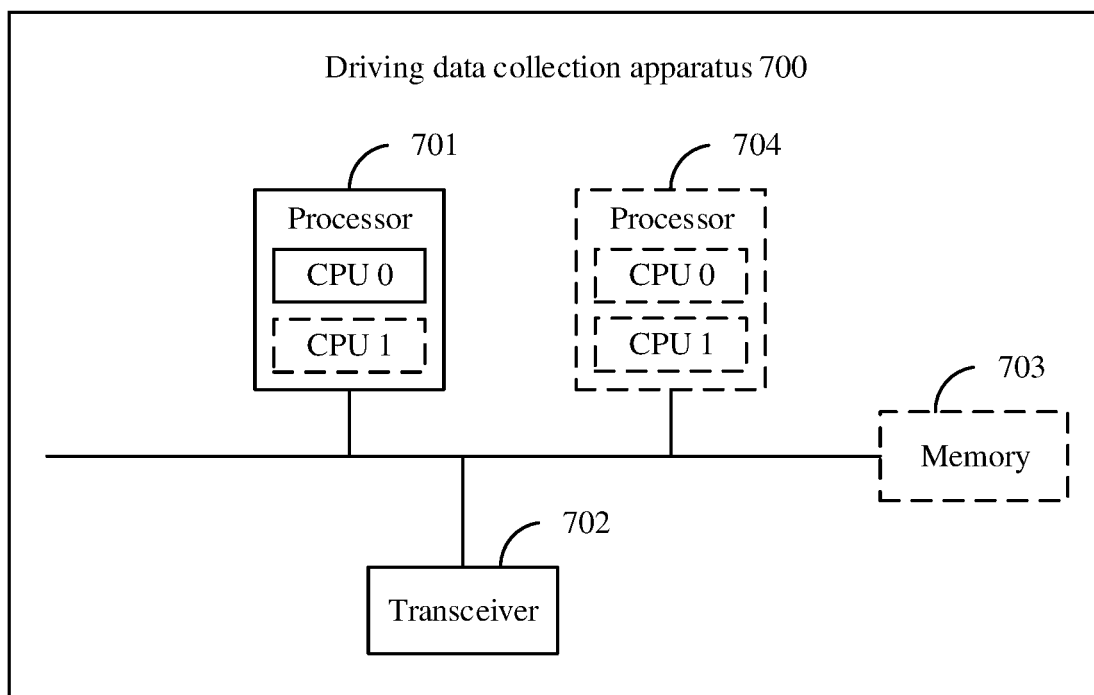 Driving data collection apparatus 700
701
704
Processor
CPU 0
CPU 1
Processor
CPU 0
CPU 1
703
Memory
702
Transceiver